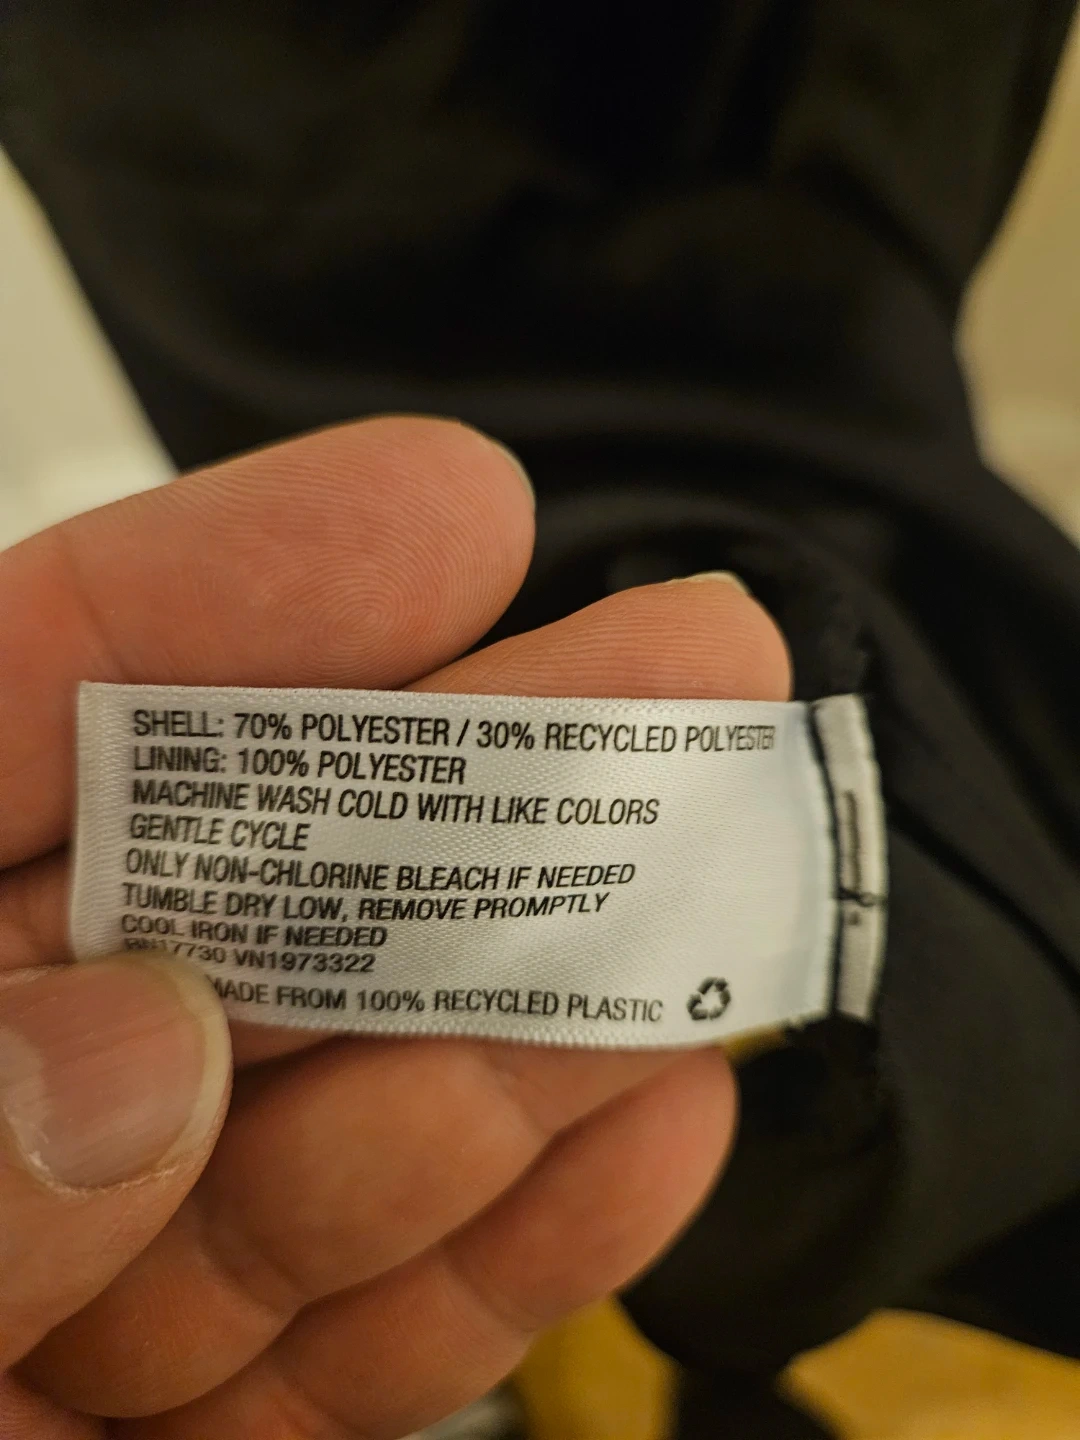 SHELL: 70% POLYESTER / 30% RECYCLED POLYESTER
LINING: 100% POLYESTER
MACHINE WASH COLD WITH LIKE COLORS
GENTLE CYCLE
ONLY NON-CHLORINE BLEACH IF NEEDED
TUMBLE DRY LOW, REMOVE PROMPTLY
COOL IRON IF NEEDED
RN17730 VN1973322
MADE FROM 100% RECYCLED PLASTIC